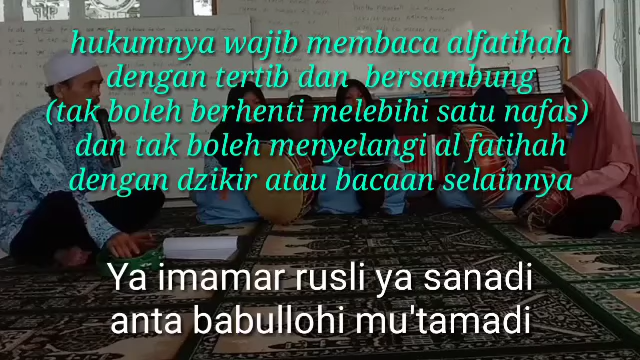 hukumnya wajib membaca alfatihah
dengan tertib dan bersambung
(tak boleh berhenti melebihi satu nafas)
dan tak boleh menyelangi al fatihah
dengan dzikir atau bacaan selainnya
Ya imamar rusli ya sanadi
anta babullohi mu'tamadi